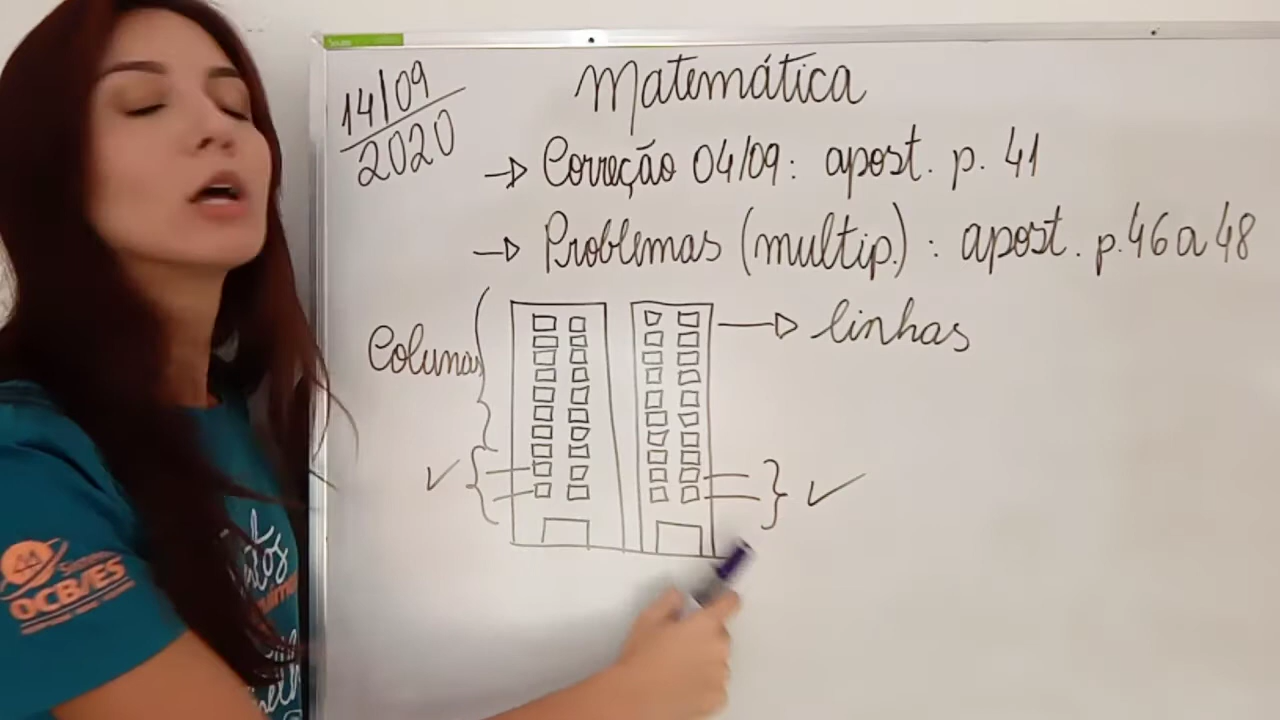 14/09
2020
Matemática
→ Correção 04/09: apost. p. 41
→ Problemas (multip.): apost. p. 46 a 48
Colunas
→ linhas
OCB/ES